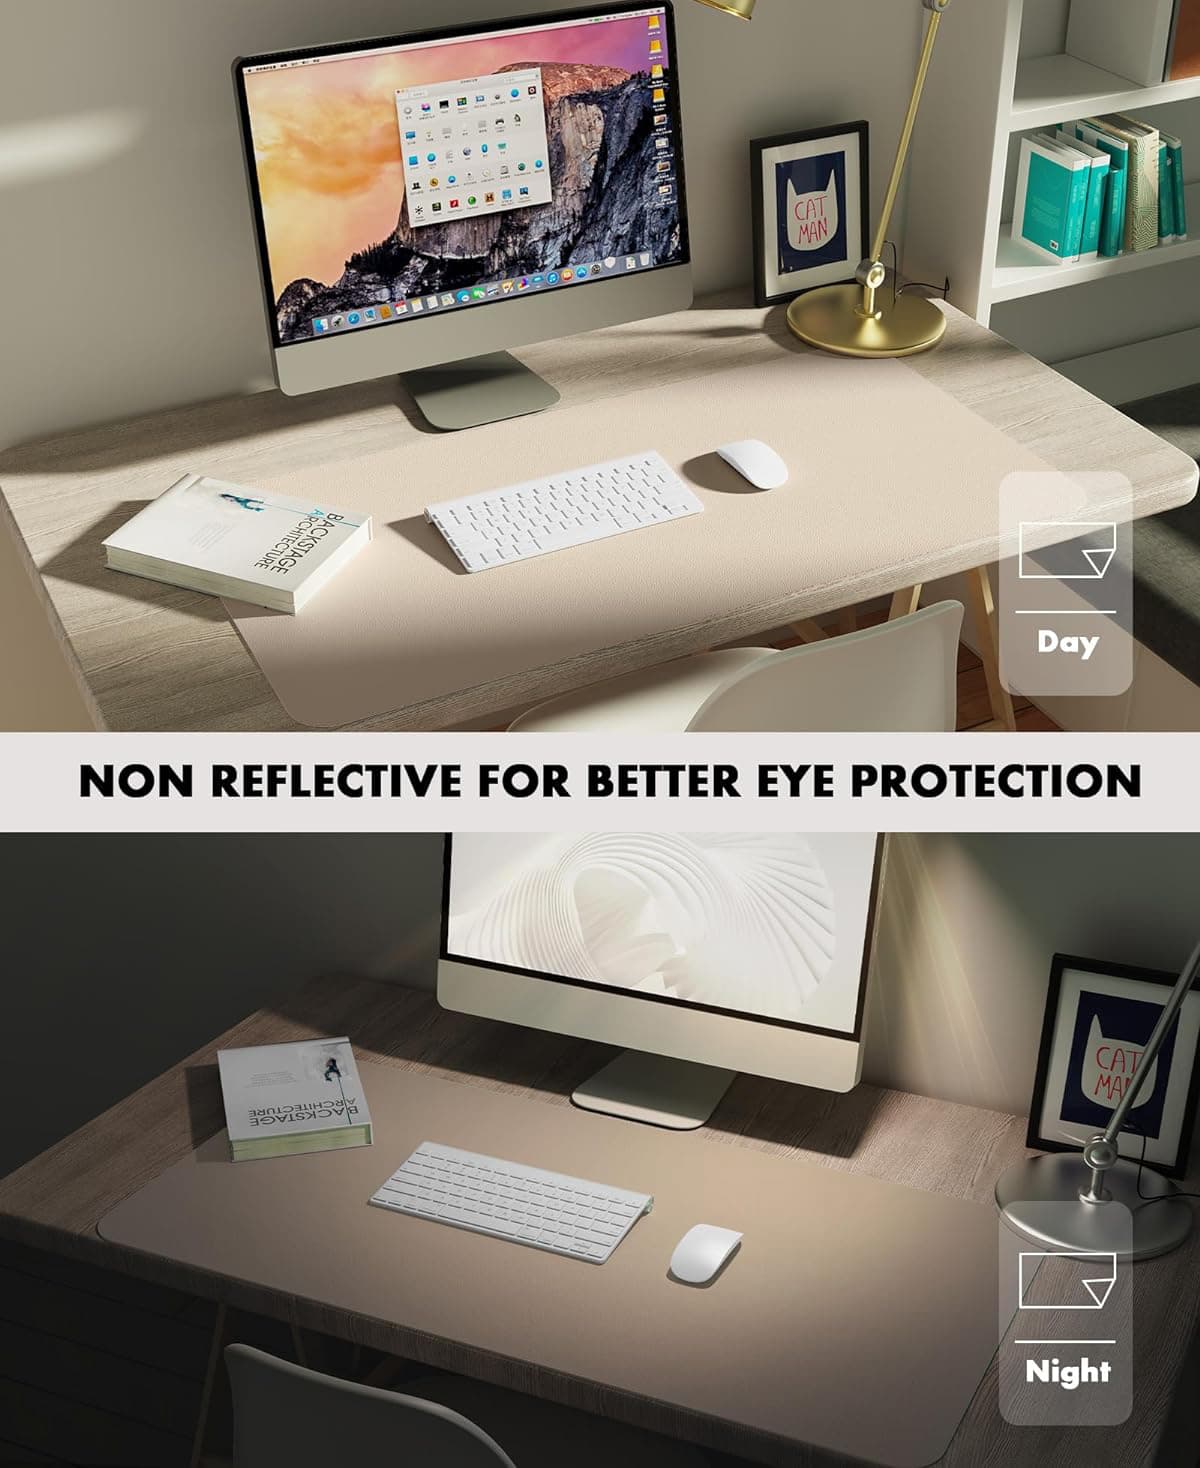 CAT
MAN
BACKSTAGE
ARCHITECTURE
Day
NON REFLECTIVE FOR BETTER EYE PROTECTION
BACKSTAGE
ARCHITECTURE
CAT
MAN
Night